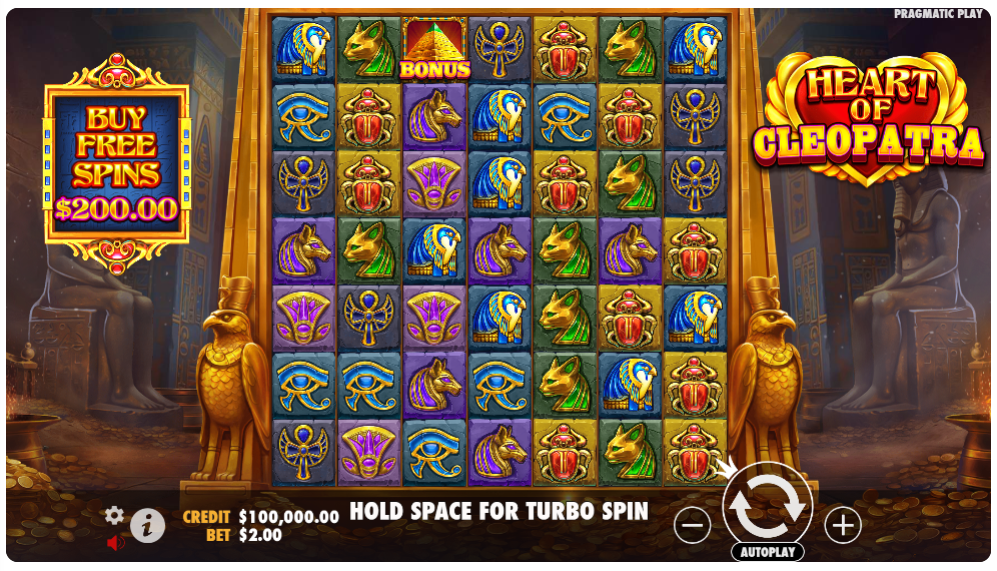 PRAGMATIC PLAY
BUY
FREE
SPINS
$200.00
BONUS
HEART
OF
CLEOPATRA
CREDIT $100,000.00
BET $2.00
HOLD SPACE FOR TURBO SPIN
AUTOPLAY